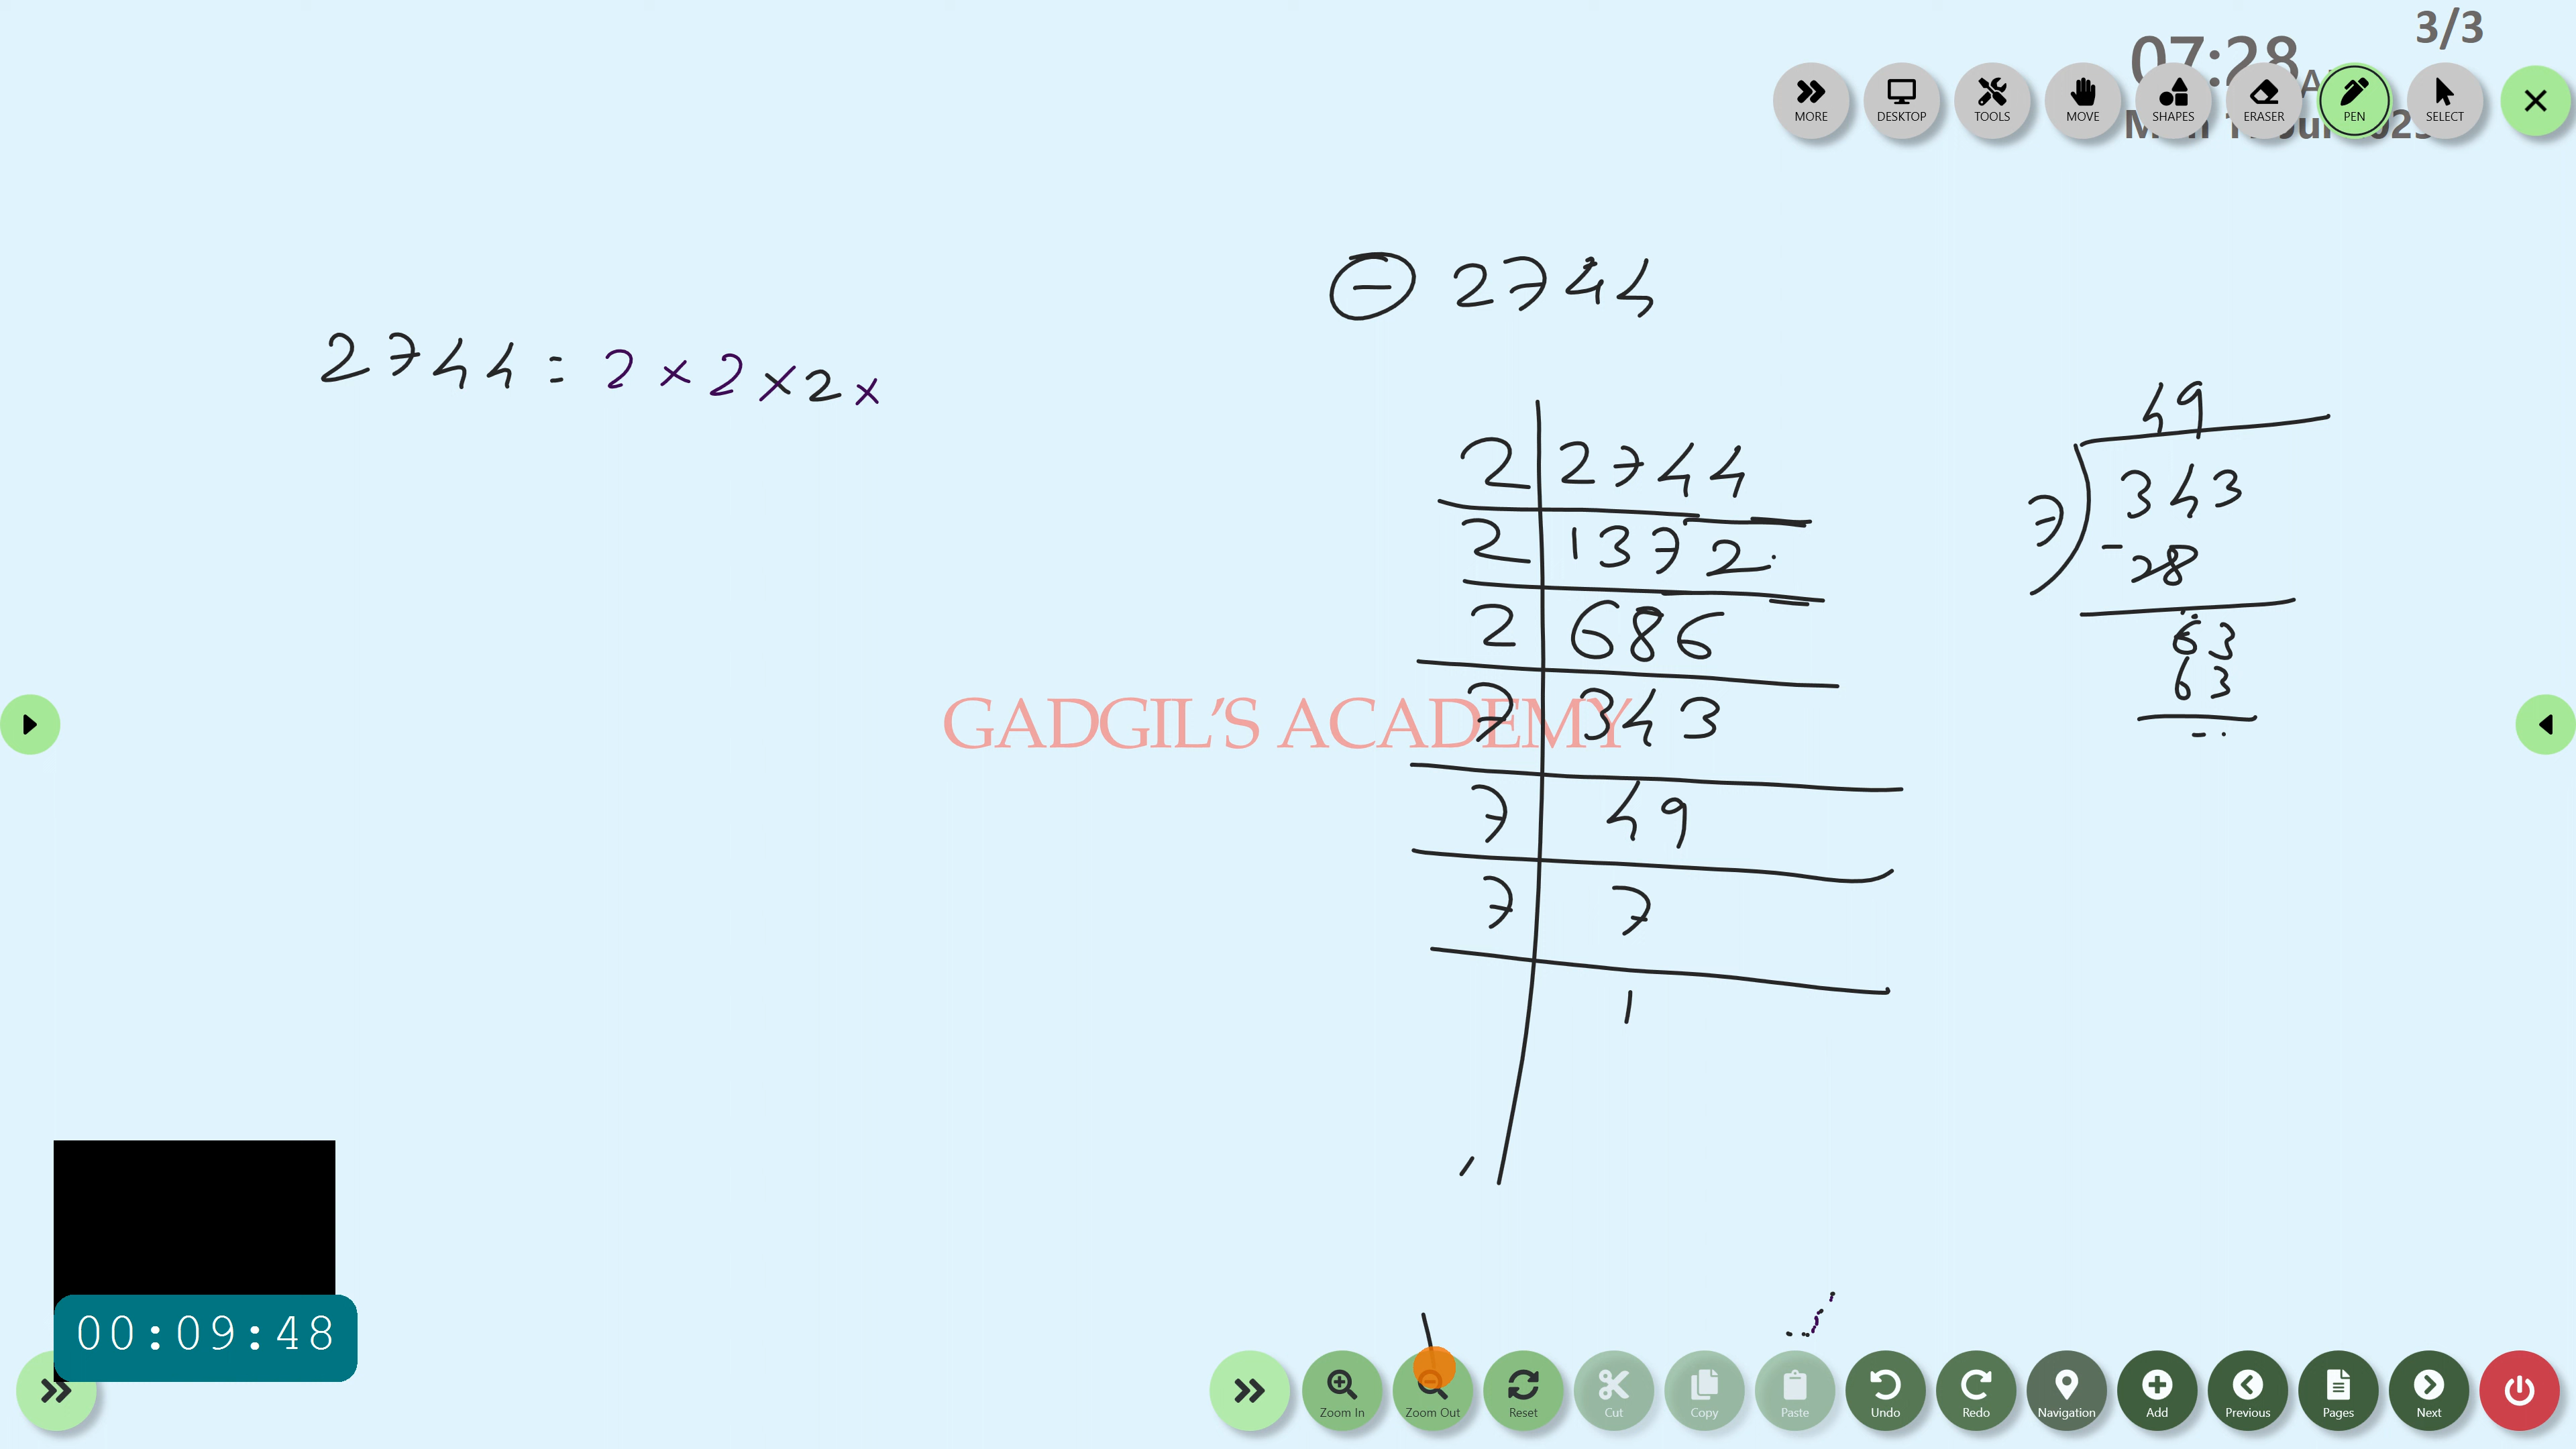 3/3
07:28
MORE
DESKTOP
TOOLS
MOVE
SHAPES
ERASER
PEN
SELECT
- 2744
2744 = 2 × 2 × 2 ×
2 2744
2 1372
2 686
7 343
7 49
7 7
1
49
7 343
- 28
63
63
GADGIL'S ACADEMY
00:09:48
Zoom In
Zoom Out
Reset
Cut
Copy
Paste
Undo
Redo
Navigation
Add
Previous
Pages
Next